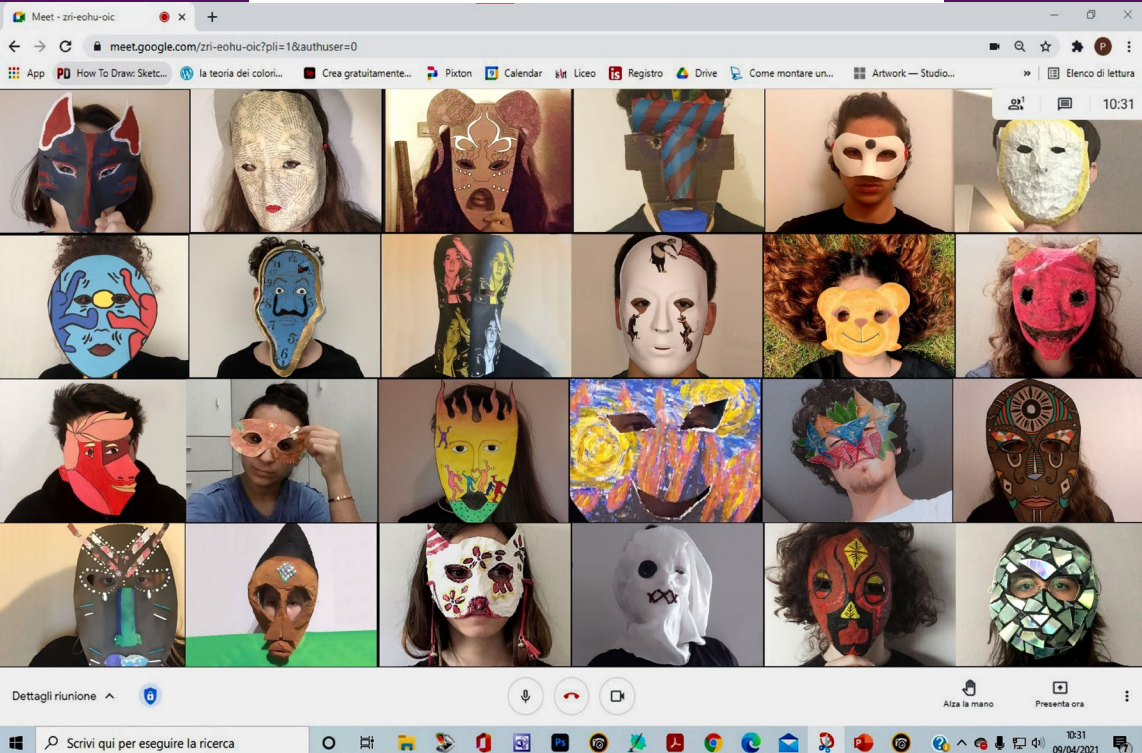 Meet - zri-eohu-oic
meet.google.com/zri-eohu-oic?pli=1&authuser=0
App
How To Draw: Sketc...
la teoria dei colori...
Crea gratuitamente...
Pixton
Calendar
Liceo
Registro
Drive
Come montare un...
Artwork — Studio...
Elenco di lettura
10:31
Dettagli riunione
Alza la mano
Presenta ora
Scrivi qui per eseguire la ricerca
10:31
09/04/2021